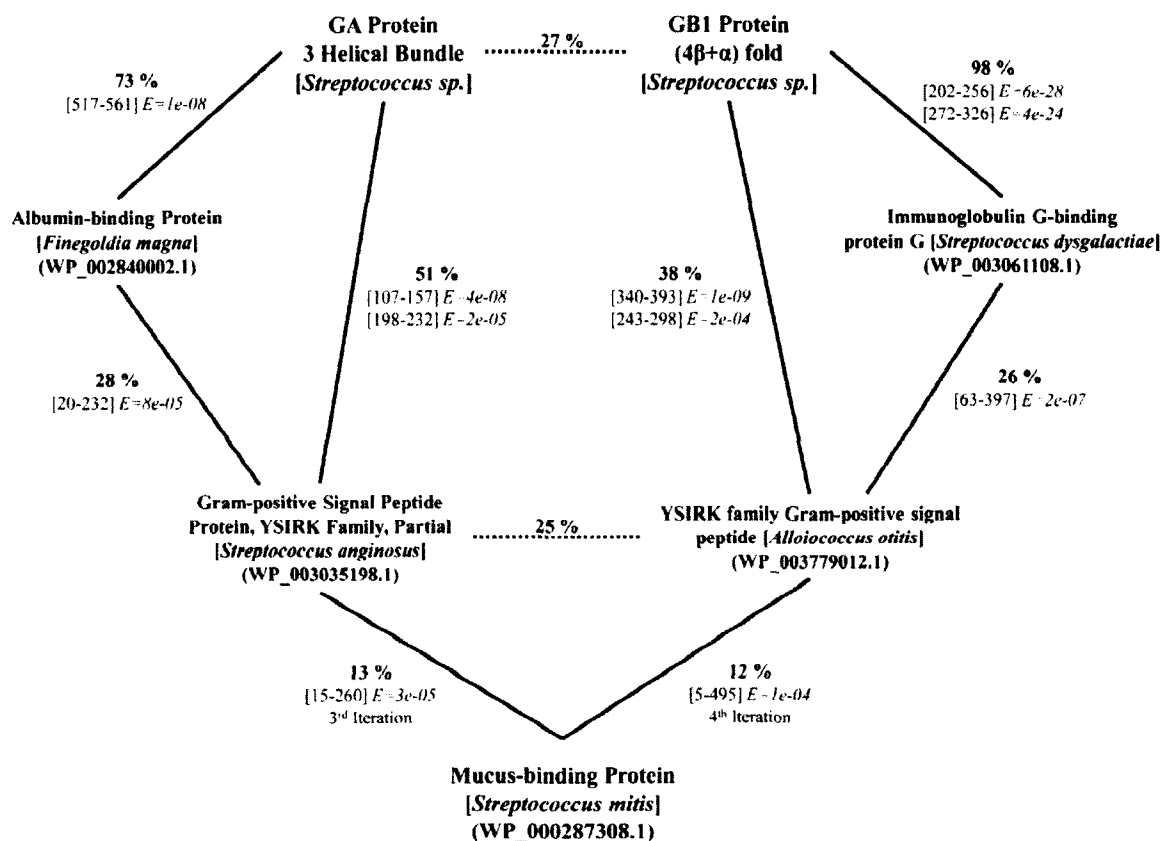 GA Protein
3 Helical Bundle
[Streptococcus sp.]
27 %
GB1 Protein
(4β+α) fold
[Streptococcus sp.]
73 %
[517-561] E=1e-08
98 %
[202-256] E=6e-28
[272-326] E=4e-24
Albumin-binding Protein
[Finegoldia magna]
(WP_002840002.1)
Immunoglobulin G-binding
protein G [Streptococcus dysgalactiae]
(WP_003061108.1)
51 %
[107-157] E=4e-08
[198-232] E=2e-05
38 %
[340-393] E=1e-09
[243-298] E=2e-04
28 %
[20-232] E=8e-05
26 %
[63-397] E=2e-07
Gram-positive Signal Peptide
Protein, YSIRK Family, Partial
[Streptococcus anginosus]
(WP_003035198.1)
25 %
YSIRK family Gram-positive signal
peptide [Alloiococcus otitis]
(WP_003779012.1)
13 %
[15-260] E=3e-05
3rd Iteration
12 %
[5-495] E=1e-04
4th Iteration
Mucus-binding Protein
[Streptococcus mitis]
(WP_000287308.1)